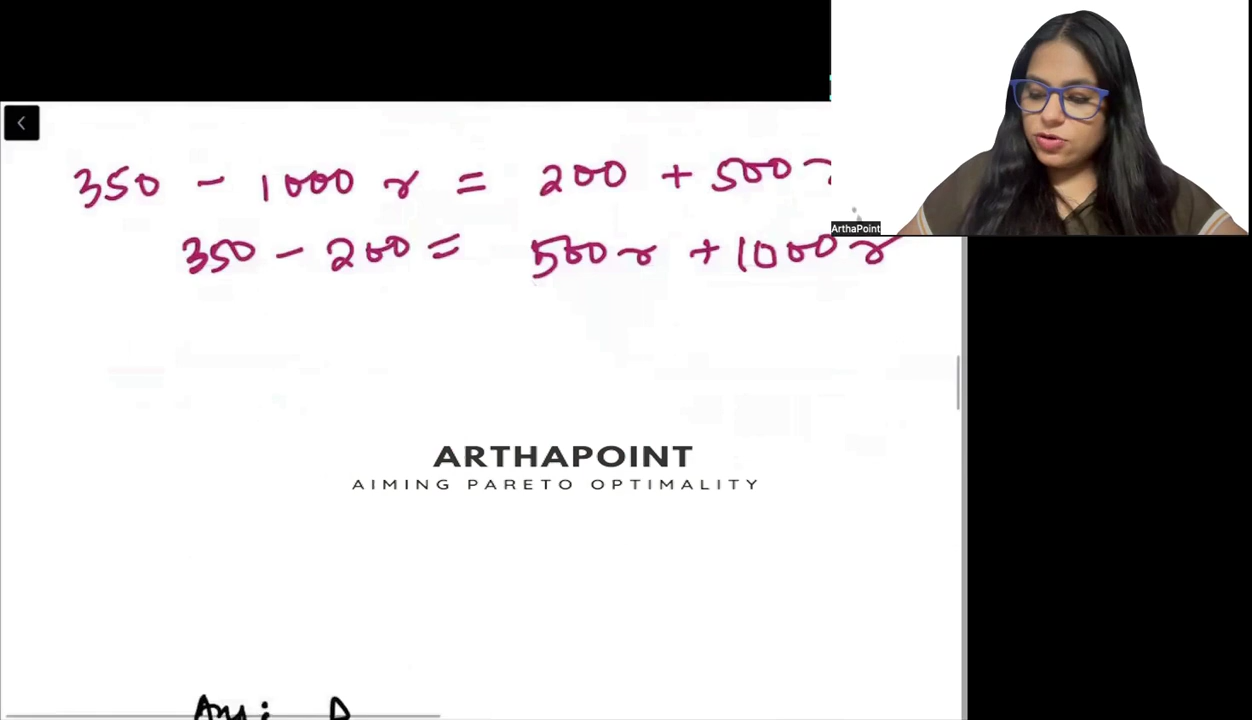 350 - 1000 r = 200 + 500 r
ArthaPoint
350 - 200 = 500 r + 1000 r
ARTHAPOINT
AIMING PARETO OPTIMALITY